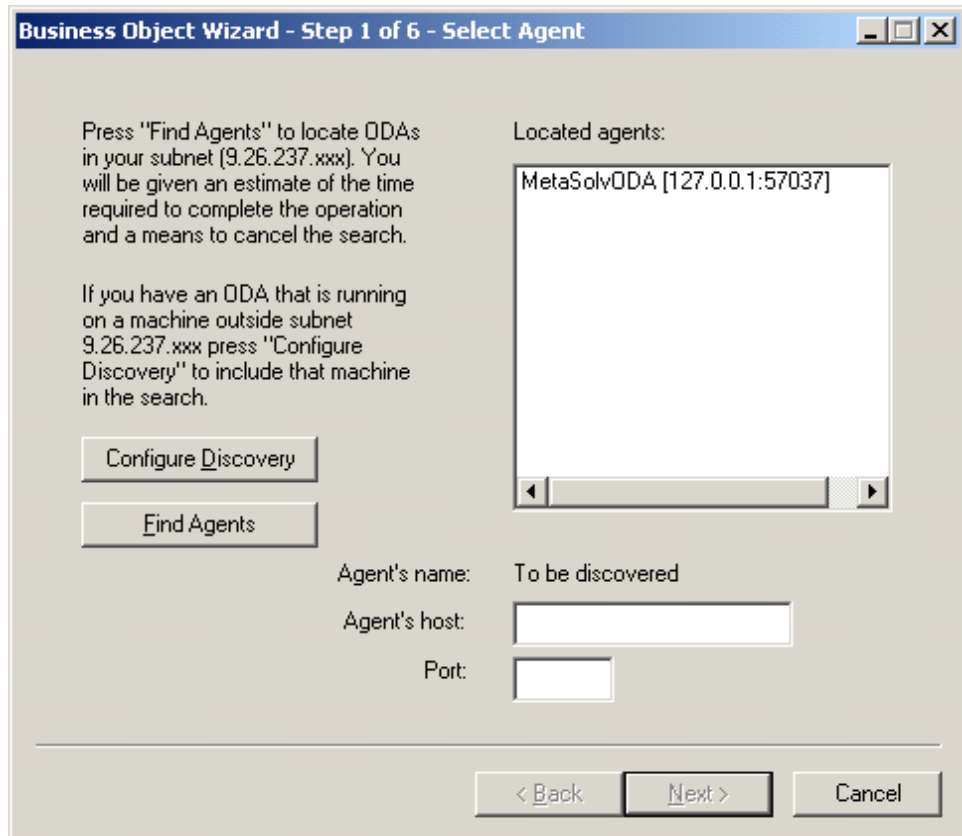 Business Object Wizard - Step 1 of 6 - Select Agent
Press "Find Agents" to locate ODAs
in your subnet (9.26.237.xxx). You
will be given an estimate of the time
required to complete the operation
and a means to cancel the search.
If you have an ODA that is running
on a machine outside subnet
9.26.237.xxx press "Configure
Discovery" to include that machine
in the search.
Configure Discovery
Find Agents
Located agents:
MetaSolvODA [127.0.0.1:57037]
Agent's name: To be discovered
Agent's host:
Port:
< Back Next > Cancel